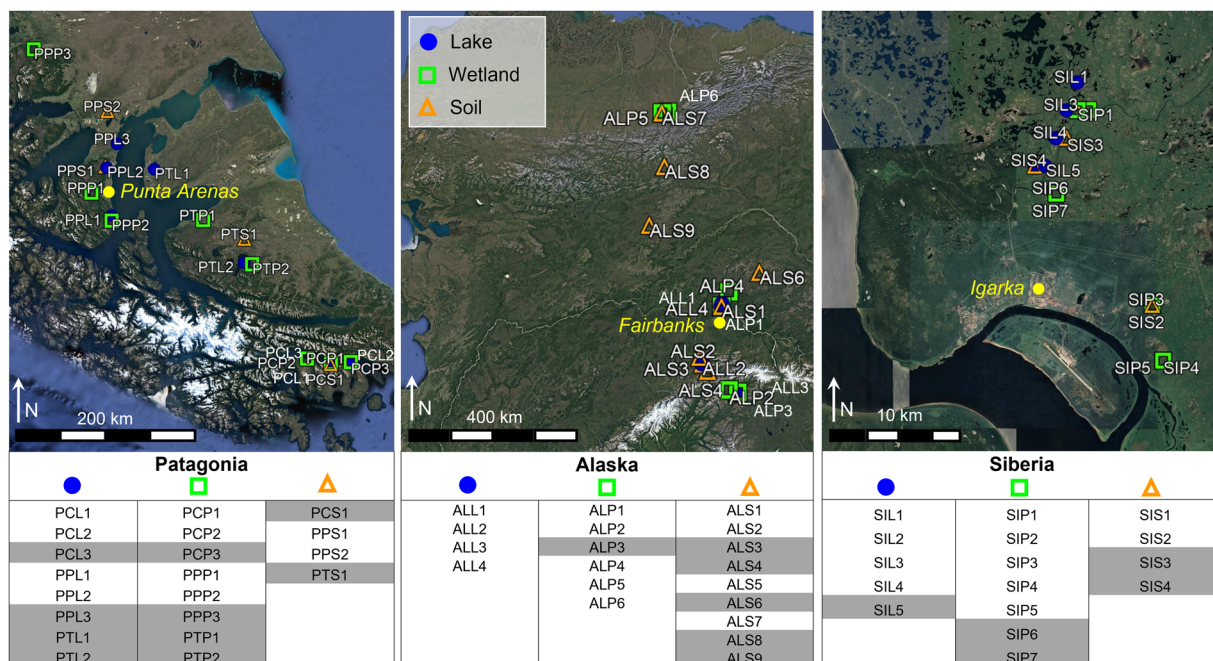 PPP3
PPS2
PPL3
PPS1 PPL2
PTL1
PPP1
Punta Arenas
PPL1 PPP2
PTP1
PTS1
PTL2 PTP2
PCL3 PCP1 PCL2
PCP2 PCP3
PCL1 PCS1
N
200 km
Lake
Wetland
Soil
ALP6
ALP5 ALS7
ALS8
ALS9
ALS6
ALP4
ALL1
ALL4 ALS1
Fairbanks ALP1
ALS2
ALS3 ALL2
ALS4 ALP2 ALL3
ALP3
N
400 km
SIL1
SIL3 SIP1
SIL4
SIS3
SIS4 SIL5
SIP6
SIP7
Igarka
SIP3
SIS2
SIP5 SIP4
N
10 km
Patagonia
PCL1 PCP1 PCS1
PCL2 PCP2 PPS1
PCL3 PCP3 PPS2
PPL1 PPP1 PTS1
PPL2 PPP2
PPL3 PPP3
PTL1 PTP1
PTL2 PTP2
Alaska
ALL1 ALP1 ALS1
ALL2 ALP2 ALS2
ALL3 ALP3 ALS3
ALL4 ALP4 ALS4
ALP5 ALS5
ALP6 ALS6
ALS7
ALS8
ALS9
Siberia
SIL1 SIP1 SIS1
SIL2 SIP2 SIS2
SIL3 SIP3 SIS3
SIL4 SIP4 SIS4
SIL5 SIP5
SIP6
SIP7